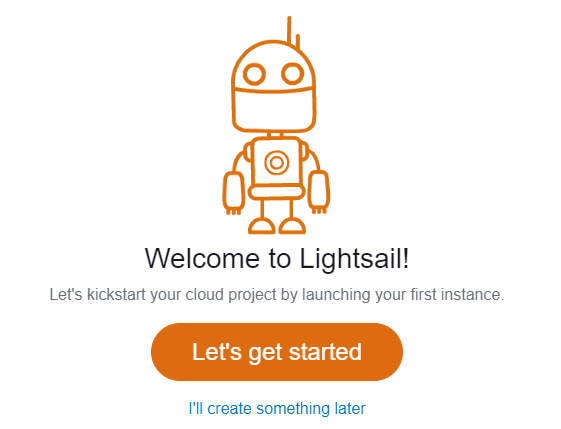 Welcome to Lightsail!
Let's kickstart your cloud project by launching your first instance.
Let's get started
I'll create something later